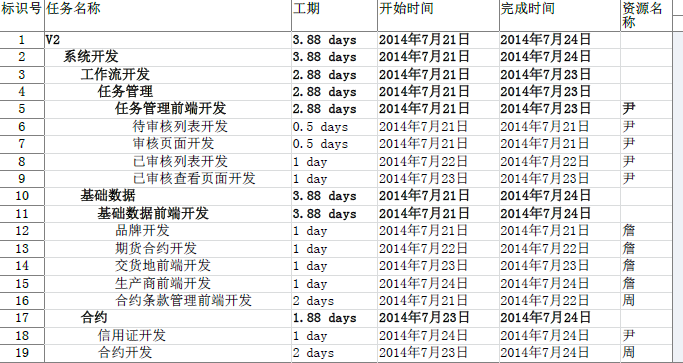 标识号 任务名称 工期 开始时间 完成时间 资源名称
1 V2 3.88 days 2014年7月21日 2014年7月24日
2 系统开发 3.88 days 2014年7月21日 2014年7月24日
3 工作流开发 2.88 days 2014年7月21日 2014年7月23日
4 任务管理 2.88 days 2014年7月21日 2014年7月23日
5 任务管理前端开发 2.88 days 2014年7月21日 2014年7月23日 尹
6 待审核列表开发 0.5 days 2014年7月21日 2014年7月21日 尹
7 审核页面开发 0.5 days 2014年7月21日 2014年7月21日 尹
8 已审核列表开发 1 day 2014年7月22日 2014年7月22日 尹
9 已审核查看页面开发 1 day 2014年7月23日 2014年7月23日 尹
10 基础数据 3.88 days 2014年7月21日 2014年7月24日
11 基础数据前端开发 3.88 days 2014年7月21日 2014年7月24日
12 品牌开发 1 day 2014年7月21日 2014年7月21日 詹
13 期货合约开发 1 day 2014年7月22日 2014年7月22日 詹
14 交货地前端开发 1 day 2014年7月23日 2014年7月23日 詹
15 生产商前端开发 1 day 2014年7月24日 2014年7月24日 詹
16 合约条款管理前端开发 2 days 2014年7月21日 2014年7月22日 周
17 合约 1.88 days 2014年7月23日 2014年7月24日
18 信用证开发 1 day 2014年7月24日 2014年7月24日 尹
19 合约开发 2 days 2014年7月23日 2014年7月24日 周